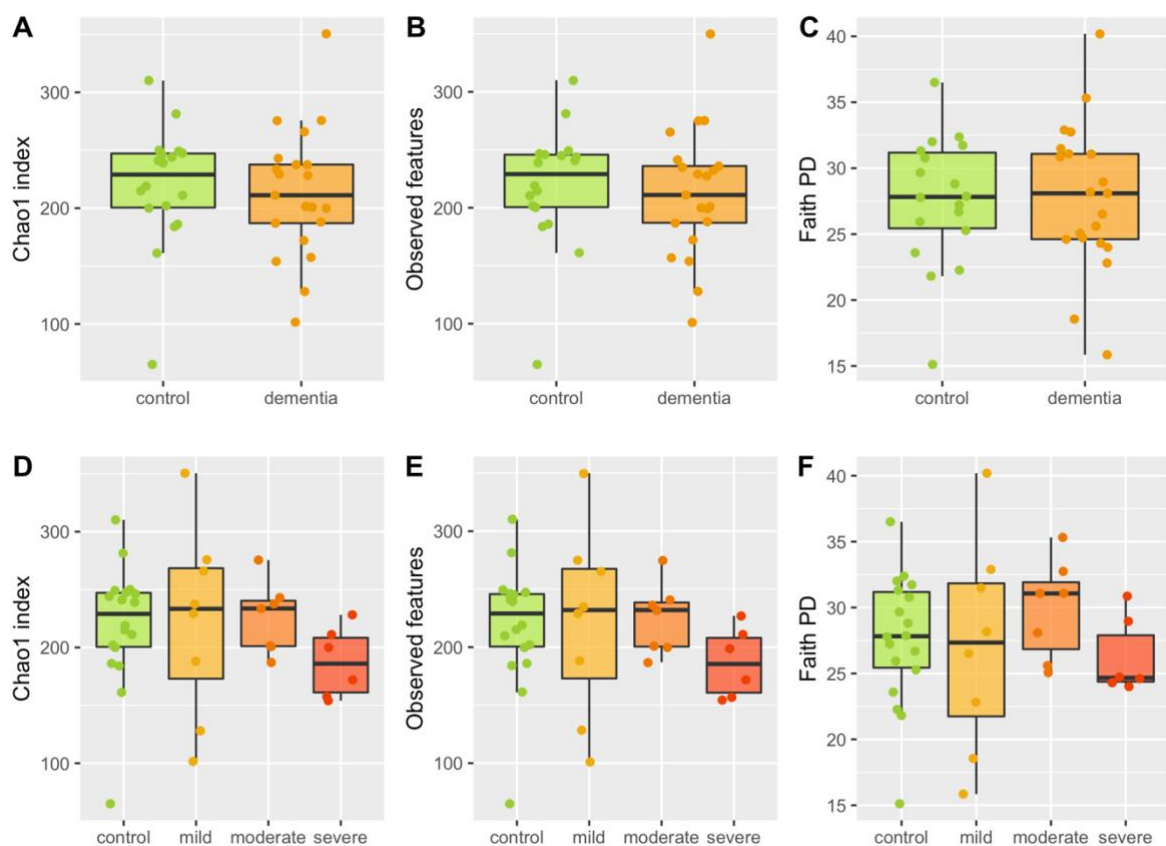 A
Chao1 index
300
200
100
control dementia
B
Observed features
300
200
100
control dementia
C
Faith PD
40
35
30
25
20
15
control dementia
D
Chao1 index
300
200
100
control mild moderate severe
E
Observed features
300
200
100
control mild moderate severe
F
Faith PD
40
35
30
25
20
15
control mild moderate severe